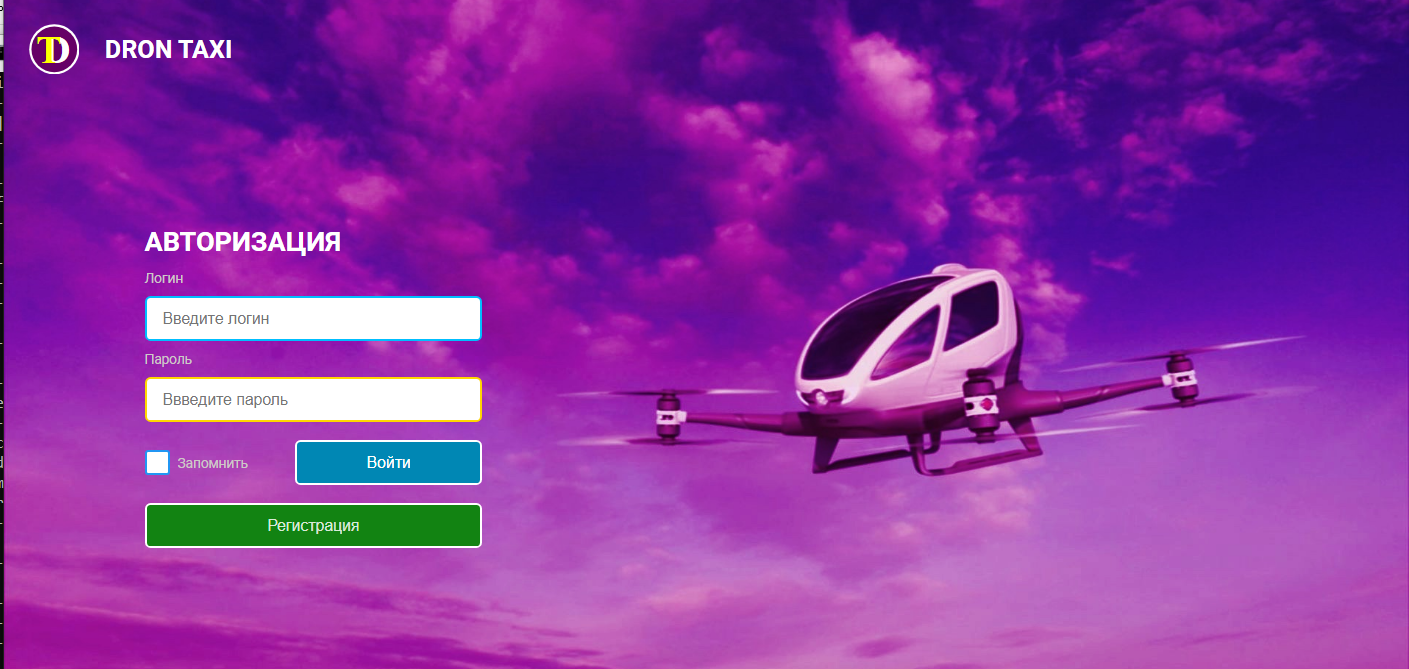 TD DRON TAXI
АВТОРИЗАЦИЯ
Логин
Введите логин
Пароль
Ввведите пароль
Запомнить Войти
Регистрация